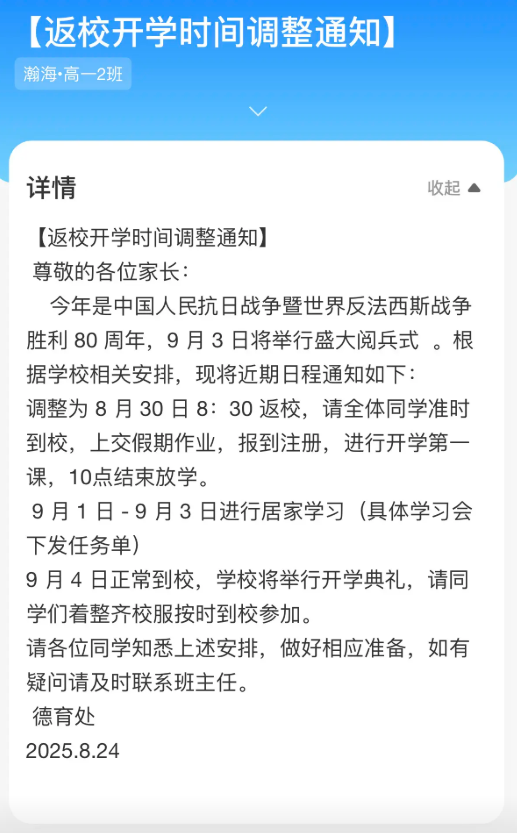 【返校开学时间调整通知】
瀚海•高一2班
详情
收起
【返校开学时间调整通知】
尊敬的各位家长：
今年是中国人民抗日战争暨世界反法西斯战争
胜利 80 周年，9 月 3 日将举行盛大阅兵式 。根
据学校相关安排，现将近期日程通知如下：
调整为 8 月 30 日 8：30 返校，请全体同学准时
到校，上交假期作业，报到注册，进行开学第一
课，10点结束放学。
9 月 1 日 - 9 月 3 日进行居家学习（具体学习会
下发任务单）
9 月 4 日正常到校，学校将举行开学典礼，请同
学们着整齐校服按时到校参加。
请各位同学知悉上述安排，做好相应准备，如有
疑问请及时联系班主任。
德育处
2025.8.24